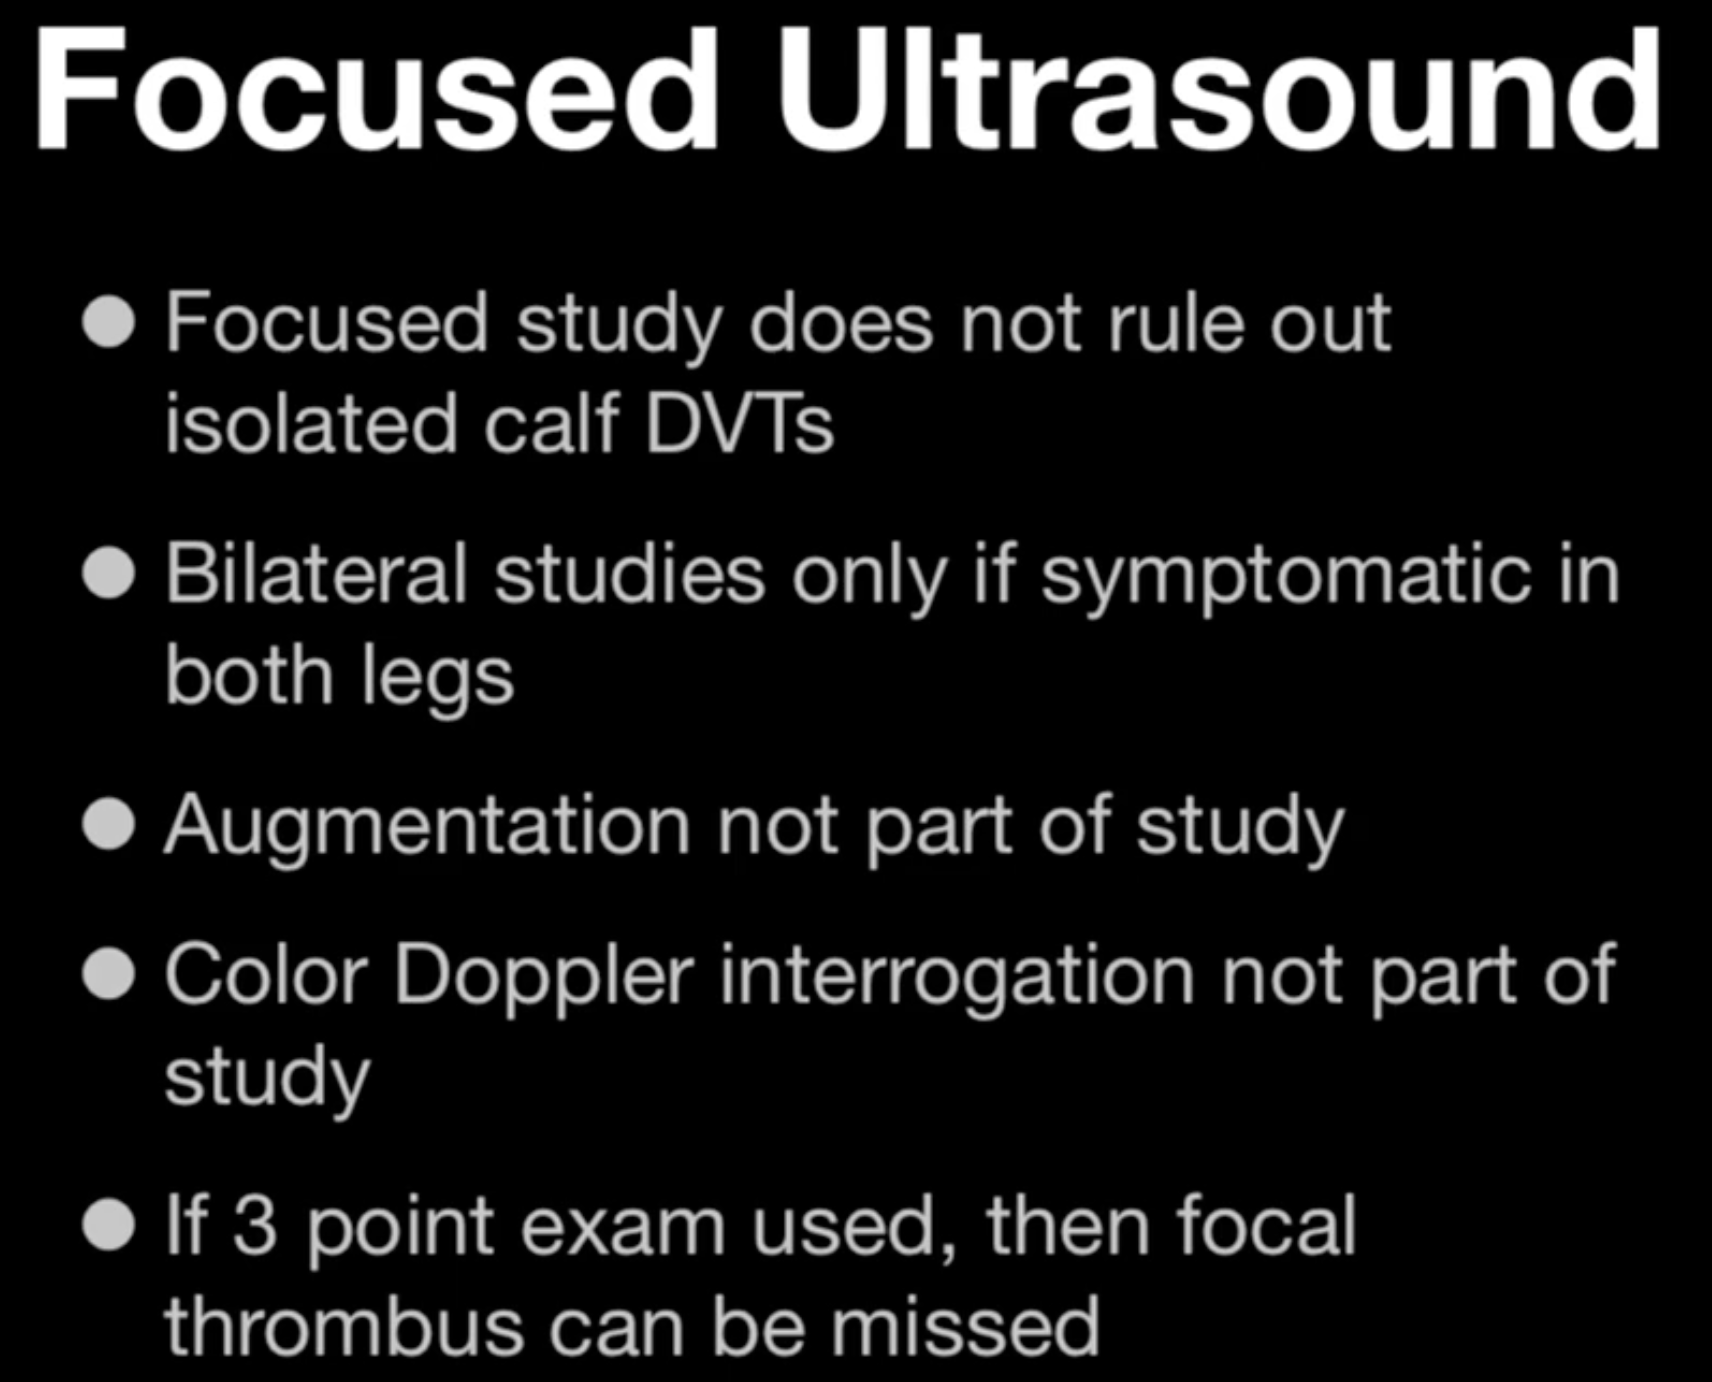 Focused Ultrasound
Focused study does not rule out
isolated calf DVTs
Bilateral studies only if symptomatic in
both legs
Augmentation not part of study
Color Doppler interrogation not part of
study
If 3 point exam used, then focal
thrombus can be missed